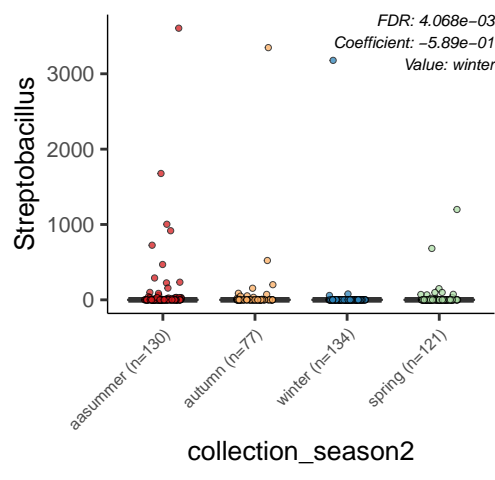 FDR: 4.068e−03
Coefficient: −5.89e−01
Value: winter
Streptobacillus
3000
2000
1000
0
aasummer (n=130)
autumn (n=77)
winter (n=134)
spring (n=121)
collection_season2